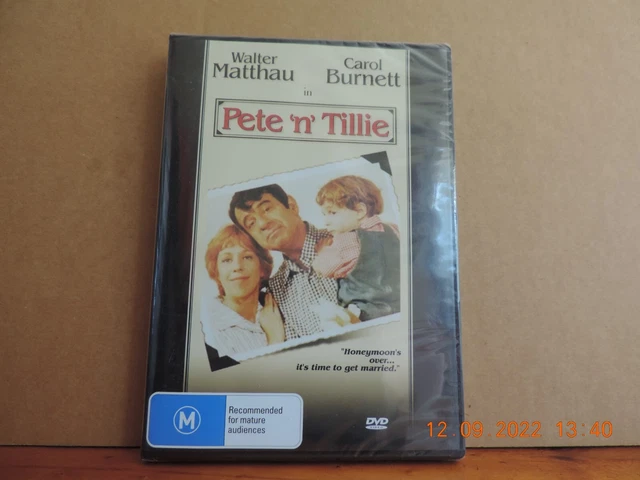 Walter Carol
Matthau Burnett
in
Pete 'n' Tillie
"Honeymoon's
over...
it's time to get married."
M
Recommended
for mature
audiences
DVD
VIDEO
12.09.2022 13:40